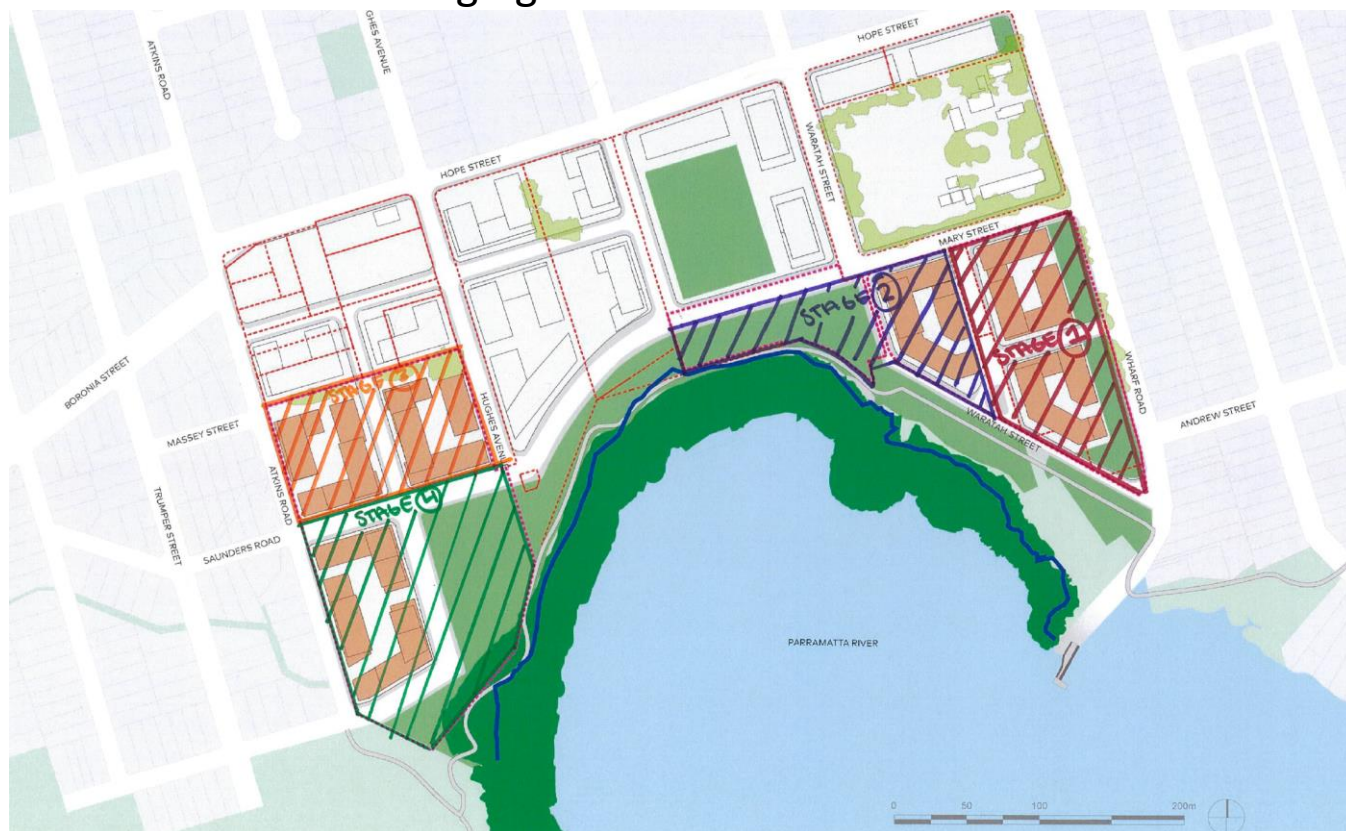 HOPE STREET
ATKINS ROAD
GHES AVENUE
HOPE STREET
WARATAH STREET
MARY STREET
STAGE 2
STAGE 1
WHARF ROAD
BORONIA STREET
STAGE
MASSEY STREET
HUGHES AVENUE
WARATAH STREET
ANDREW STREET
ATKINS ROAD
STAGE 4
TRUMPER STREET
SAUNDERS ROAD
PARRAMATTA RIVER
0 50 100 200m